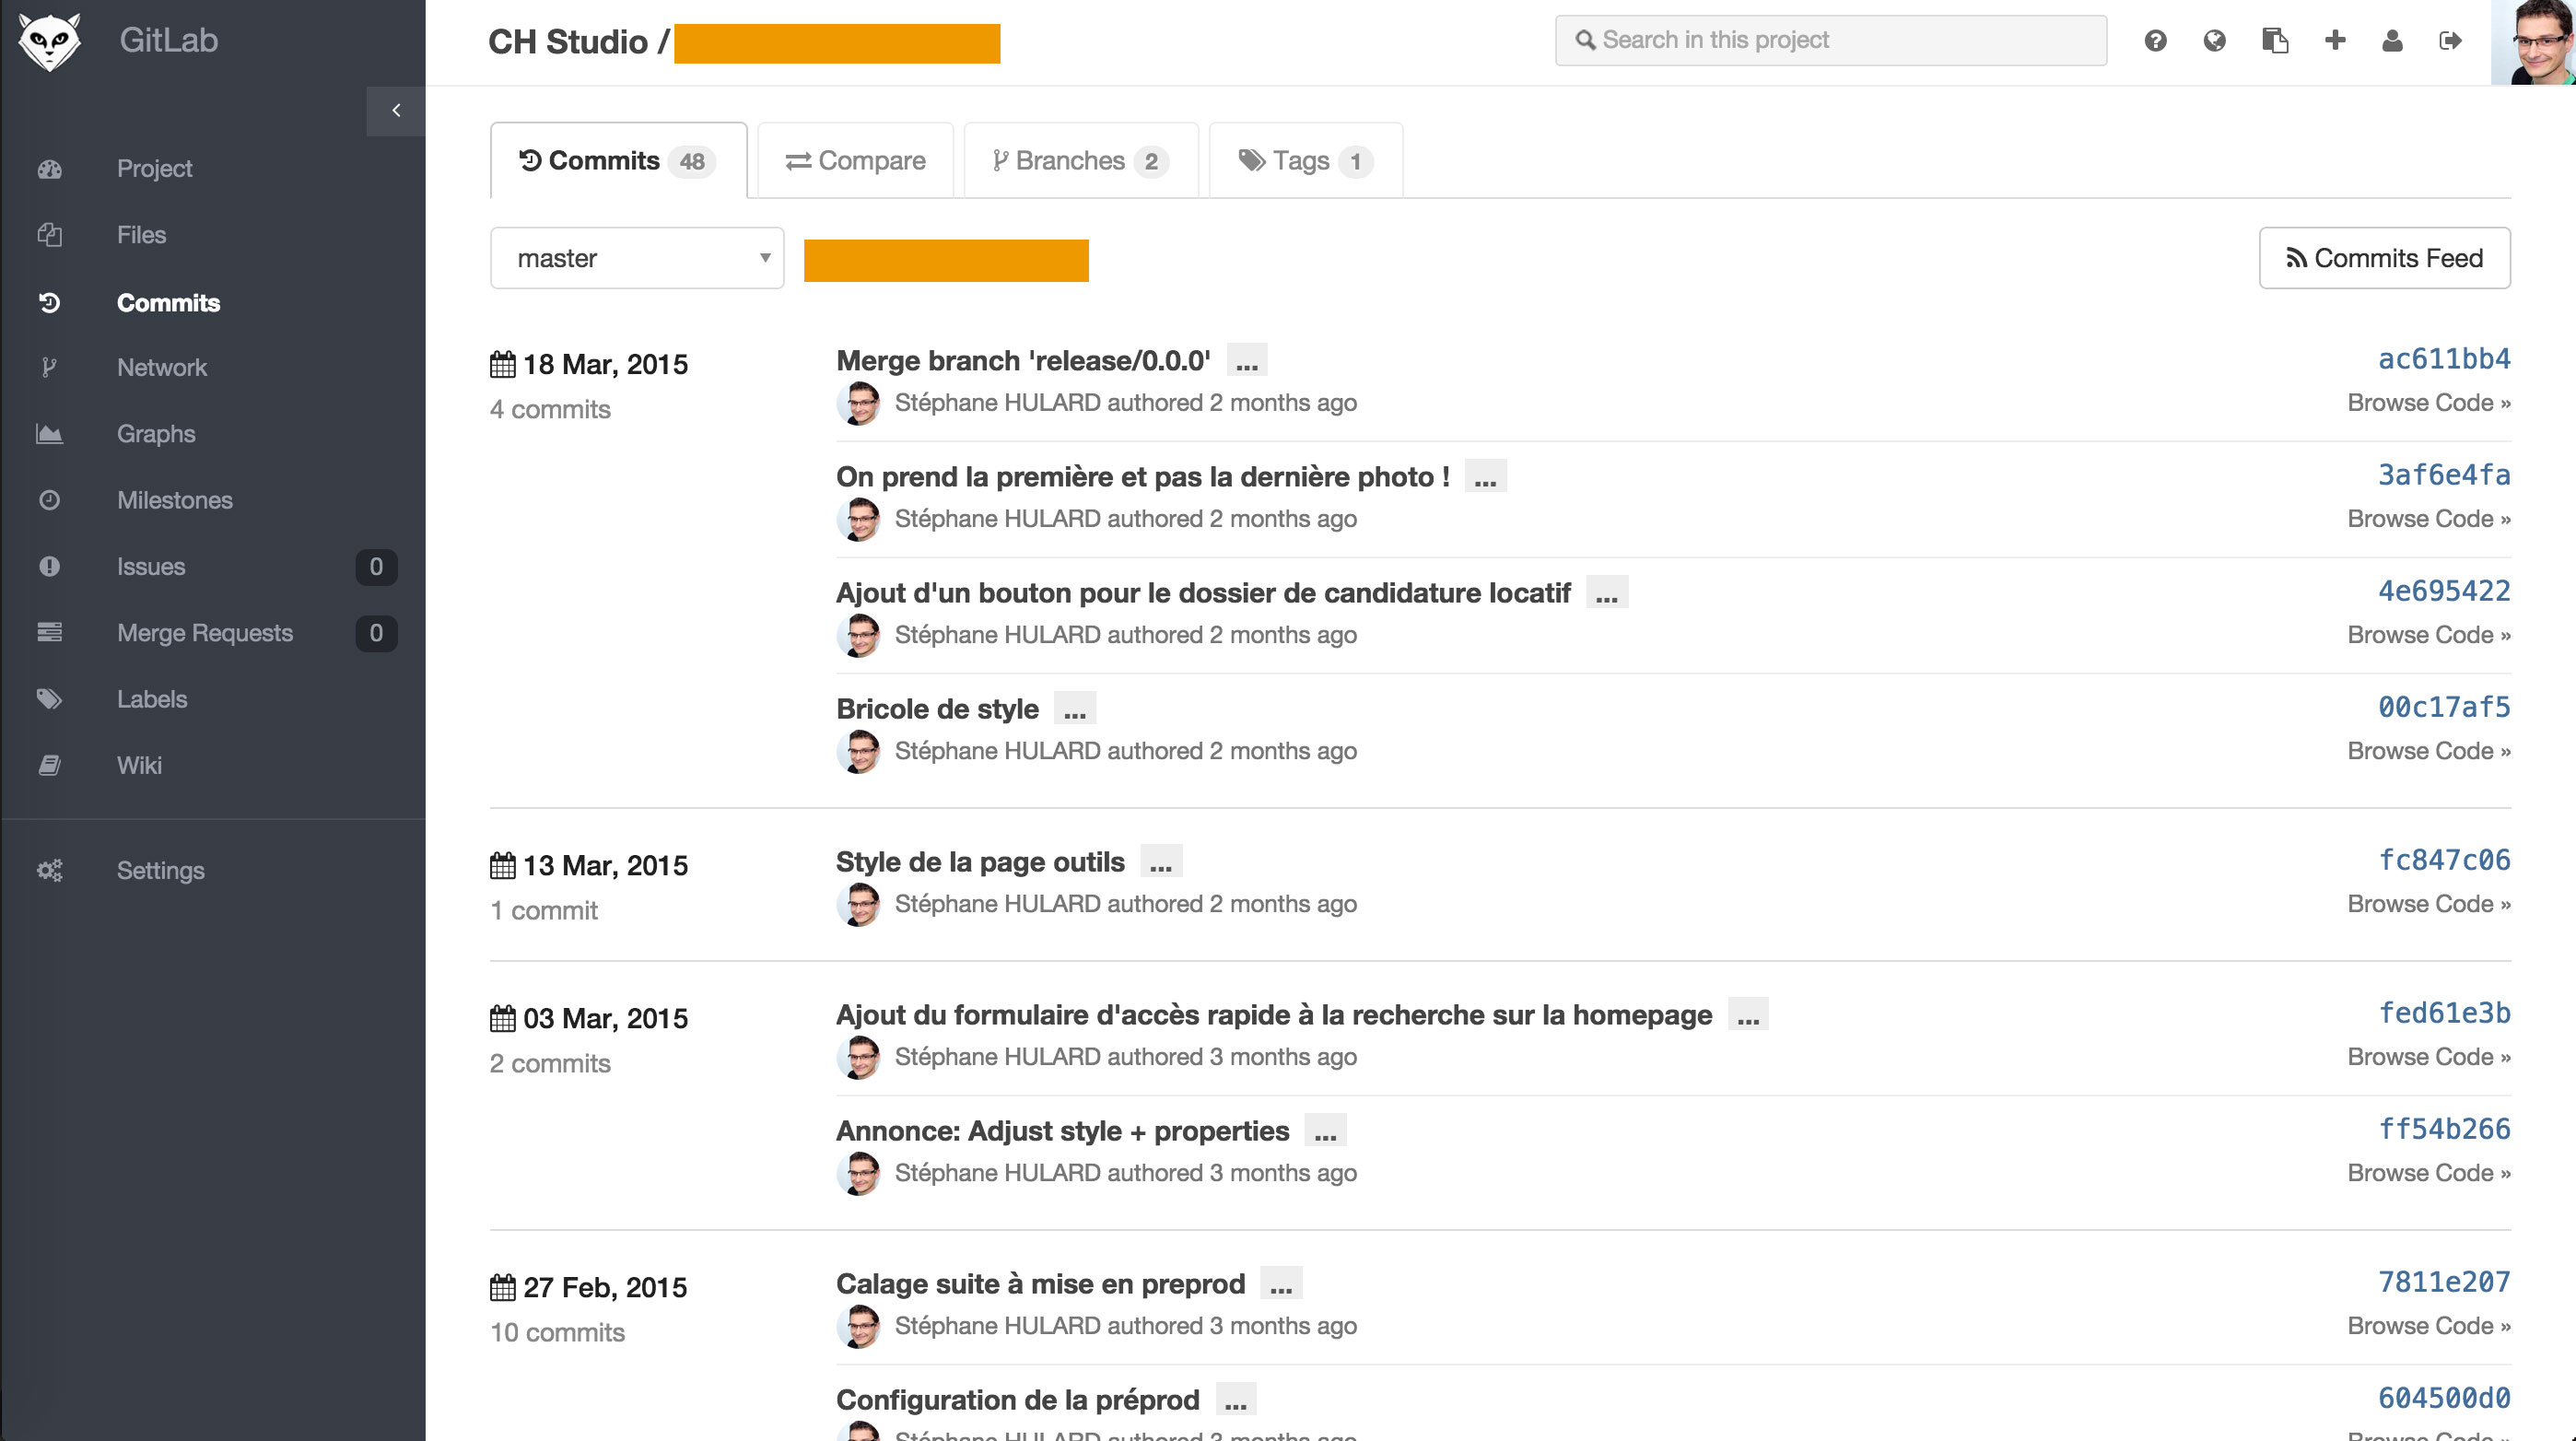 GitLab
CH Studio /
Search in this project
Project
Files
Commits
Network
Graphs
Milestones
Issues 0
Merge Requests 0
Labels
Wiki
Settings
Commits 48
Compare
Branches 2
Tags 1
master
Commits Feed
18 Mar, 2015
4 commits
Merge branch 'release/0.0.0' ...
ac611bb4
Stéphane HULARD authored 2 months ago
Browse Code »
On prend la première et pas la dernière photo ! ...
3af6e4fa
Stéphane HULARD authored 2 months ago
Browse Code »
Ajout d'un bouton pour le dossier de candidature locatif ...
4e695422
Stéphane HULARD authored 2 months ago
Browse Code »
Bricole de style ...
00c17af5
Stéphane HULARD authored 2 months ago
Browse Code »
13 Mar, 2015
1 commit
Style de la page outils ...
fc847c06
Stéphane HULARD authored 2 months ago
Browse Code »
03 Mar, 2015
2 commits
Ajout du formulaire d'accès rapide à la recherche sur la homepage ...
fed61e3b
Stéphane HULARD authored 3 months ago
Browse Code »
Annonce: Adjust style + properties ...
ff54b266
Stéphane HULARD authored 3 months ago
Browse Code »
27 Feb, 2015
10 commits
Calage suite à mise en preprod ...
7811e207
Stéphane HULARD authored 3 months ago
Browse Code »
Configuration de la préprod ...
604500d0
Stéphane HULARD authored 3 months ago
Browse Code »